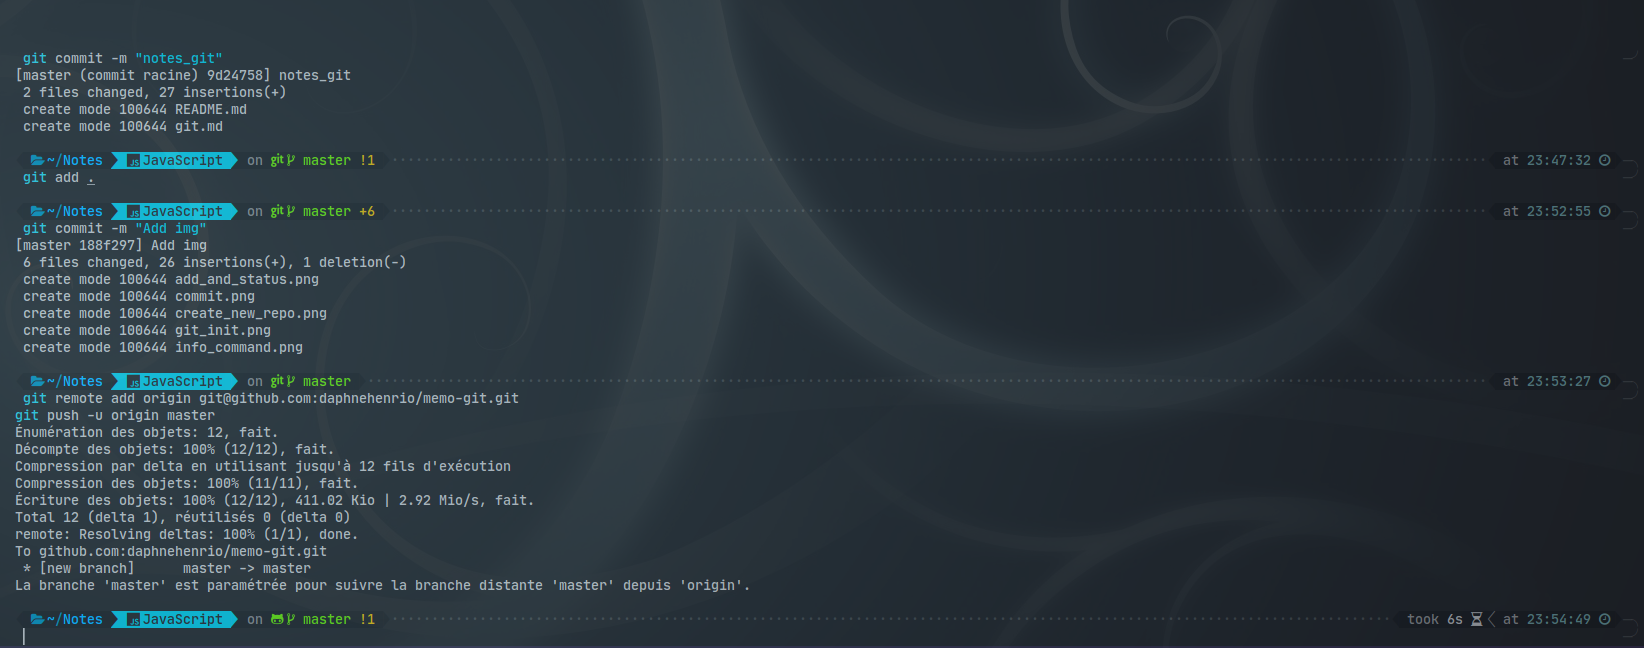 git commit -m "notes_git"
[master (commit racine) 9d24758] notes_git
2 files changed, 27 insertions(+)
create mode 100644 README.md
create mode 100644 git.md
~/Notes JS JavaScript on git master !1 at 23:47:32
git add .
~/Notes JS JavaScript on git master +6 at 23:52:55
git commit -m "Add img"
[master 188f297] Add img
6 files changed, 26 insertions(+), 1 deletion(-)
create mode 100644 add_and_status.png
create mode 100644 commit.png
create mode 100644 create_new_repo.png
create mode 100644 git_init.png
create mode 100644 info_command.png
~/Notes JS JavaScript on git master at 23:53:27
git remote add origin git@github.com:daphnehenrio/memo-git.git
git push -u origin master
Énumération des objets: 12, fait.
Décompte des objets: 100% (12/12), fait.
Compression par delta en utilisant jusqu'à 12 fils d'exécution
Compression des objets: 100% (11/11), fait.
Écriture des objets: 100% (12/12), 411.02 Kio | 2.92 Mio/s, fait.
Total 12 (delta 1), réutilisés 0 (delta 0)
remote: Resolving deltas: 100% (1/1), done.
To github.com:daphnehenrio/memo-git.git
* [new branch]      master -> master
La branche 'master' est paramétrée pour suivre la branche distante 'master' depuis 'origin'.
~/Notes JS JavaScript on master !1 took 6s at 23:54:49